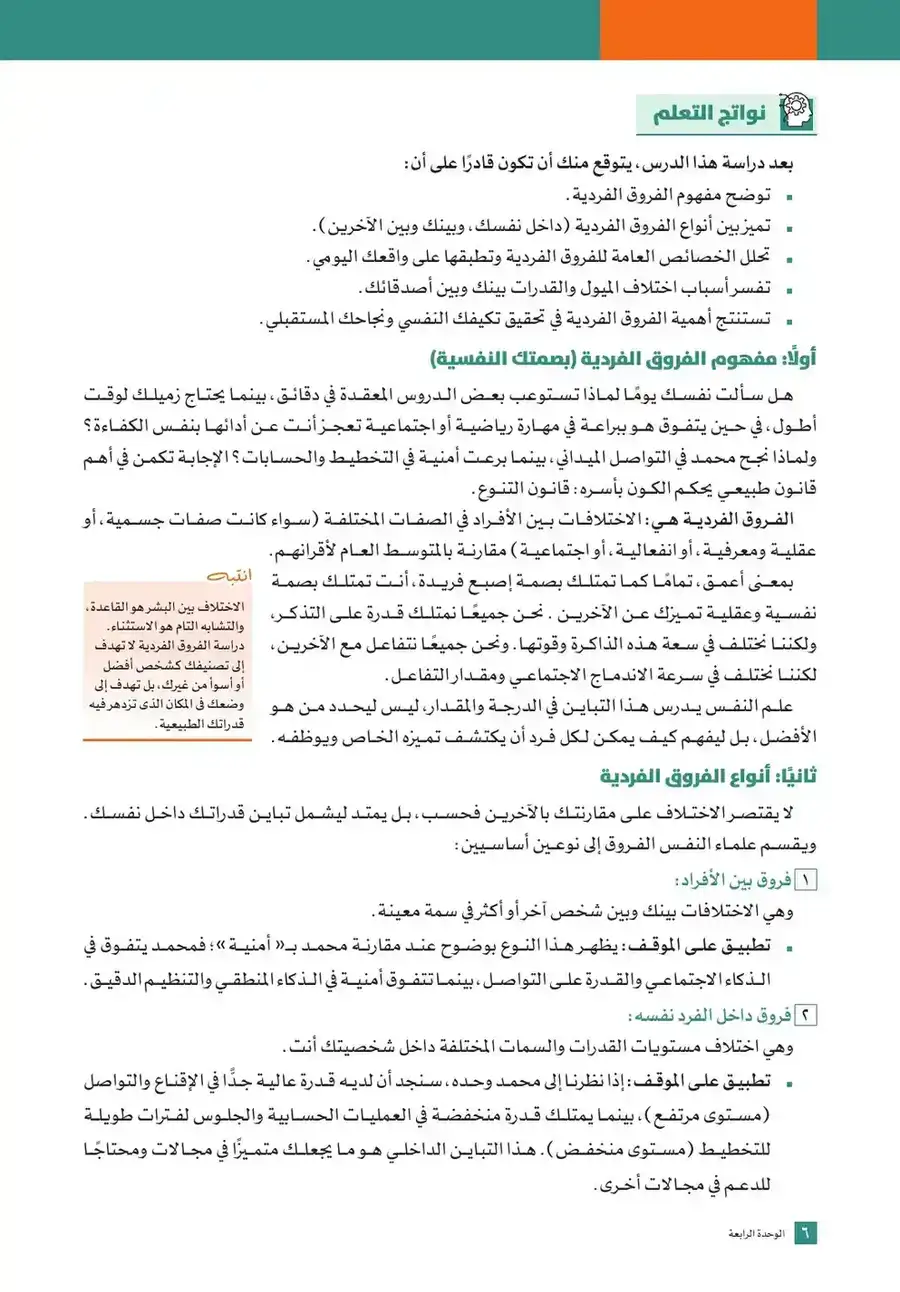 نواتج التعلم
بعد دراسة هذا الدرس، يتوقع منك أن تكون قادرًا على أن:
▪ توضح مفهوم الفروق الفردية.
▪ تميز بين أنواع الفروق الفردية (داخل نفسك، وبينك وبين الآخرين).
▪ تحلل الخصائص العامة للفروق الفردية وتطبقها على واقعك اليومي.
▪ تفسر أسباب اختلاف الميول والقدرات بينك وبين أصدقائك.
▪ تستنتج أهمية الفروق الفردية في تحقيق تكيفك النفسي ونجاحك المستقبلي.
أولًا: مفهوم الفروق الفردية (بصمتك النفسية)
هل سألت نفسك يومًا لماذا تستوعب بعض الدروس المعقدة في دقائق، بينما يحتاج زميلك لوقت
أطول، في حين يتفوق هو ببراعة في مهارة رياضية أو اجتماعية تعجز أنت عن أدائها بنفس الكفاءة؟
ولماذا نجح محمد في التواصل الميداني، بينما برعت أمنية في التخطيط والحسابات؟ الإجابة تكمن في أهم
قانون طبيعي يحكم الكون بأسره: قانون التنوع.
الفروق الفردية هي: الاختلافات بين الأفراد في الصفات المختلفة (سواء كانت صفات جسمية، أو
عقلية ومعرفية، أو انفعالية، أو اجتماعية) مقارنة بالمتوسط العام لأقرانهم.
بمعنى أعمق، تمامًا كما تمتلك بصمة إصبع فريدة، أنت تمتلك بصمة
نفسية وعقلية تميزك عن الآخرين . نحن جميعًا نمتلك قدرة على التذكر،
ولكننا نختلف في سعة هذه الذاكرة وقوتها. ونحن جميعًا نتفاعل مع الآخرين،
لكننا نختلف في سرعة الاندماج الاجتماعي ومقدار التفاعل.
علم النفس يدرس هذا التباين في الدرجة والمقدار، ليس ليحدد من هو
الأفضل، بل ليفهم كيف يمكن لكل فرد أن يكتشف تميزه الخاص ويوظفه.
انتبه
الاختلاف بين البشر هو القاعدة،
والتشابه التام هو الاستثناء.
دراسة الفروق الفردية لا تهدف
إلى تصنيفك كشخص أفضل
أو أسوأ من غيرك، بل تهدف إلى
وضعك في المكان الذى تزدهر فيه
قدراتك الطبيعية.
ثانيًا: أنواع الفروق الفردية
لا يقتصر الاختلاف على مقارنتك بالآخرين فحسب، بل يمتد ليشمل تباين قدراتك داخل نفسك.
ويقسم علماء النفس الفروق إلى نوعين أساسيين:
١ فروق بين الأفراد:
وهي الاختلافات بينك وبين شخص آخر أو أكثر في سمة معينة.
▪ تطبيق على الموقف: يظهر هذا النوع بوضوح عند مقارنة محمد بـ« أمنية»؛ فمحمد يتفوق في
الذكاء الاجتماعي والقدرة على التواصل، بينما تتفوق أمنية في الذكاء المنطقي والتنظيم الدقيق.
٢ فروق داخل الفرد نفسه:
وهي اختلاف مستويات القدرات والسمات المختلفة داخل شخصيتك أنت.
▪ تطبيق على الموقف: إذا نظرنا إلى محمد وحده، سنجد أن لديه قدرة عالية جدًّا في الإقناع والتواصل
(مستوى مرتفع)، بينما يمتلك قدرة منخفضة في العمليات الحسابية والجلوس لفترات طويلة
للتخطيط (مستوى منخفض). هذا التباين الداخلي هو ما يجعلك متميزًا في مجالات ومحتاجًا
للدعم في مجالات أخرى.
٦ الوحدة الرابعة